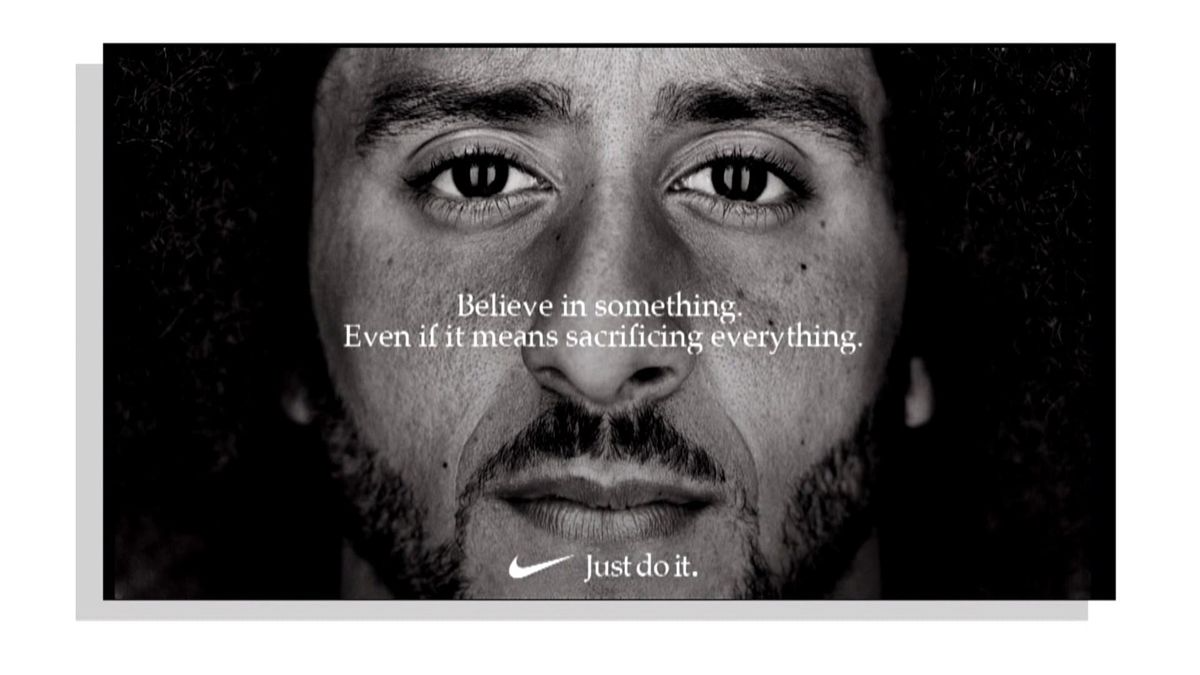 Believe in something.
Even if it means sacrificing everything.
Just do it.